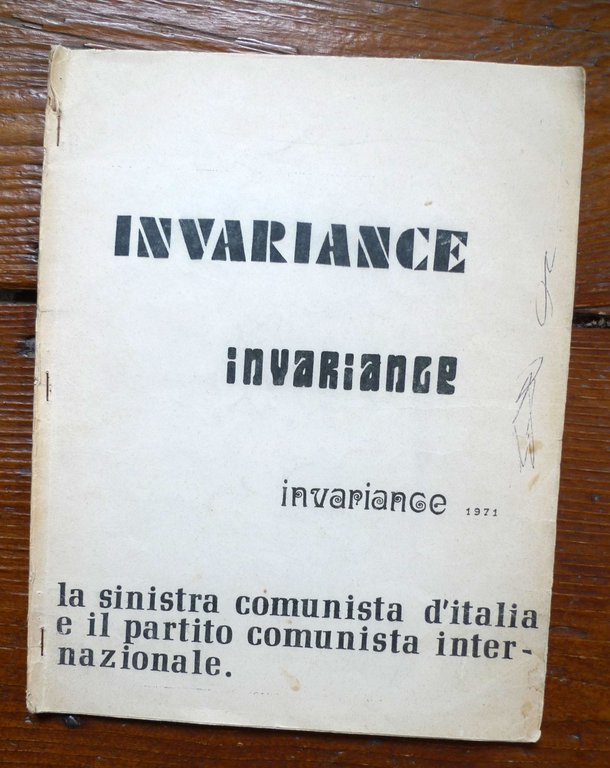 INVARIANCE
invariance
invariance 1971
la sinistra comunista d'italia
e il partito comunista inter-
nazionale.